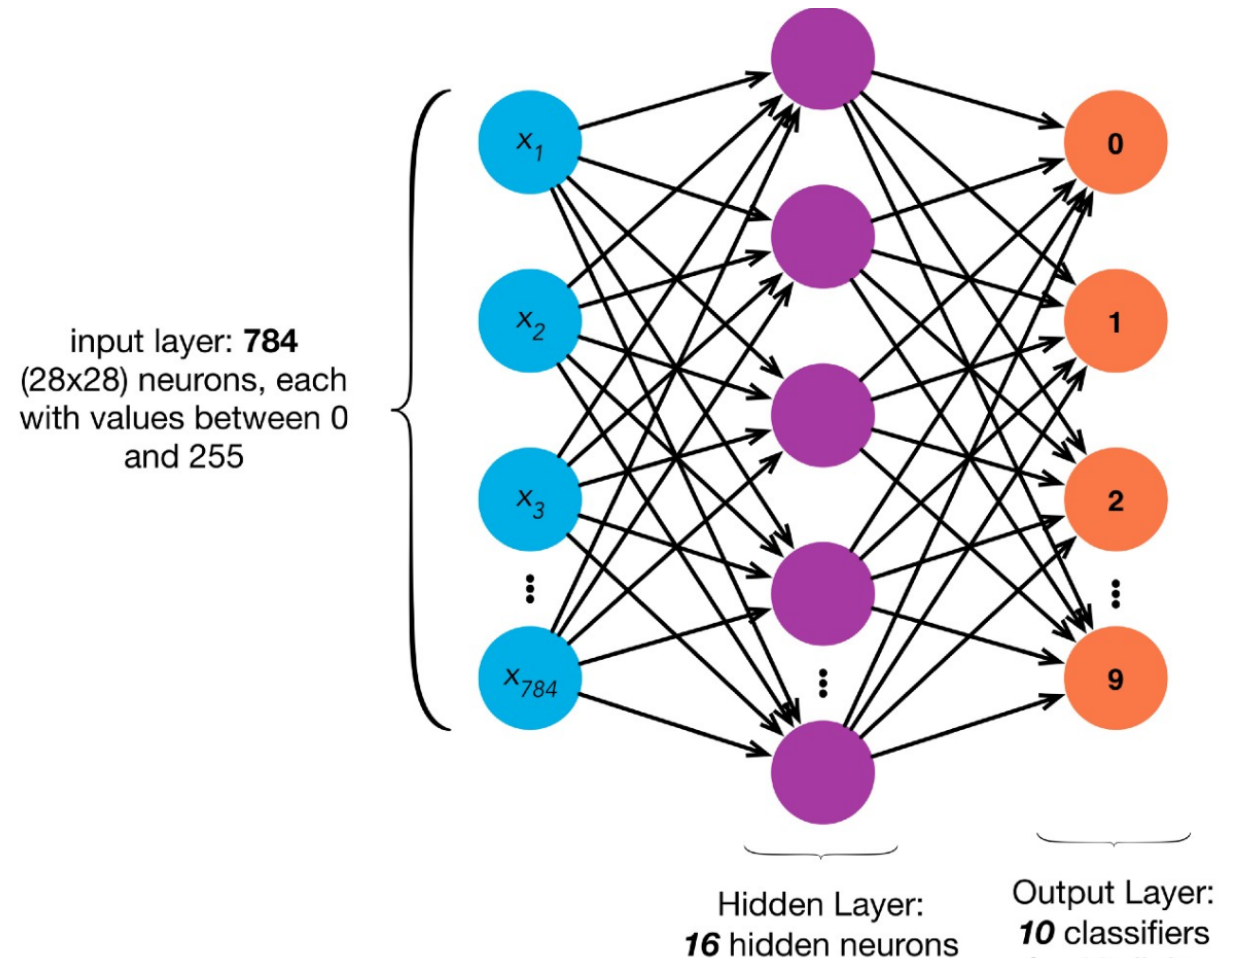 input layer: 784
(28x28) neurons, each
with values between 0
and 255
x1
x2
x3
x784
0
1
2
9
Hidden Layer:
16 hidden neurons
Output Layer:
10 classifiers